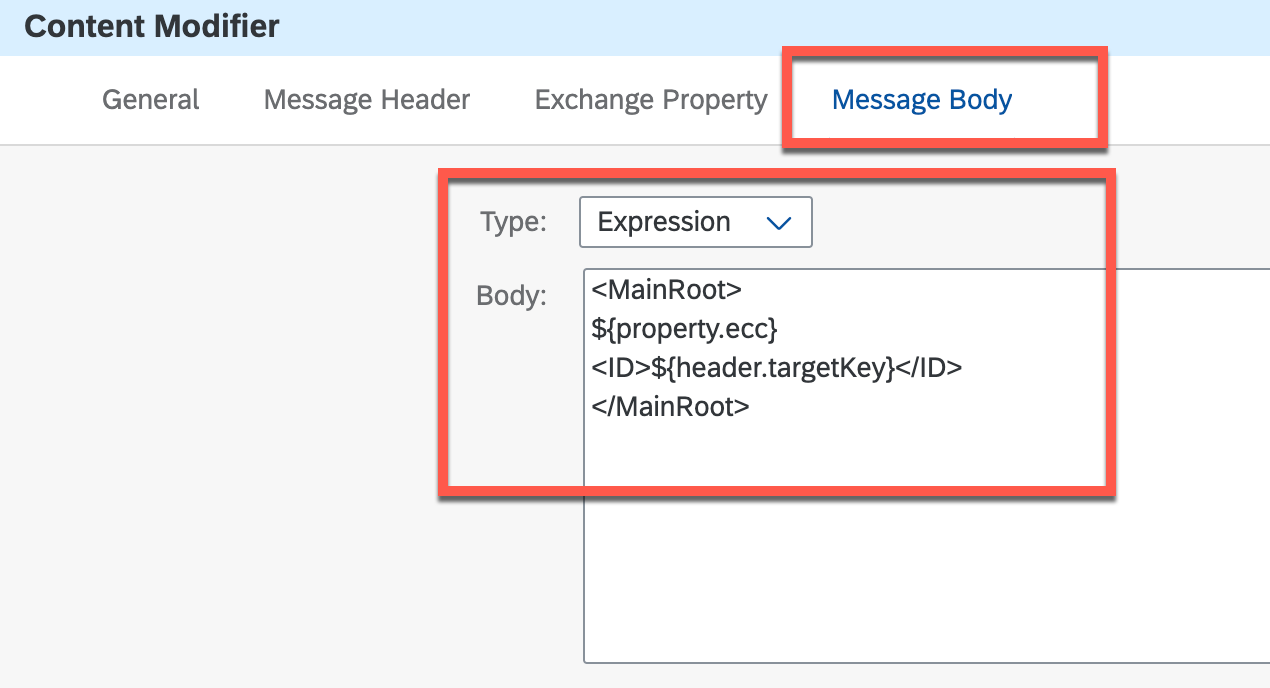 Content Modifier
General Message Header Exchange Property Message Body
Type: Expression
Body:
<MainRoot>
${property.ecc}
<ID>${header.targetKey}</ID>
</MainRoot>